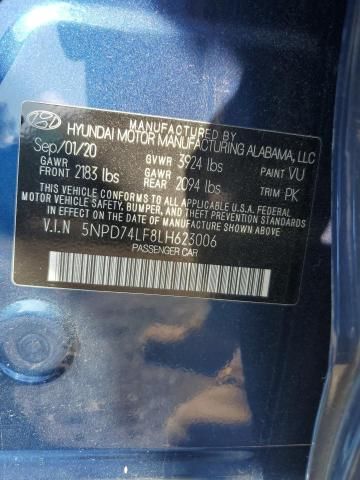 MANUFACTURED BY
HYUNDAI MOTOR MANUFACTURING ALABAMA, LLC
Sep/01/20 GVWR 3924 lbs PAINT VU
GAWR FRONT 2183 lbs GAWR REAR 2094 lbs TRIM PK
THIS VEHICLE CONFORMS TO ALL APPLICABLE FEDERAL
MOTOR VEHICLE SAFETY, BUMPER, AND THEFT PREVENTION
STANDARDS IN EFFECT ON THE DATE OF MANUFACTURE SHOWN ABOVE.
V.I.N 5NPD74LF8LH623006
PASSENGER CAR